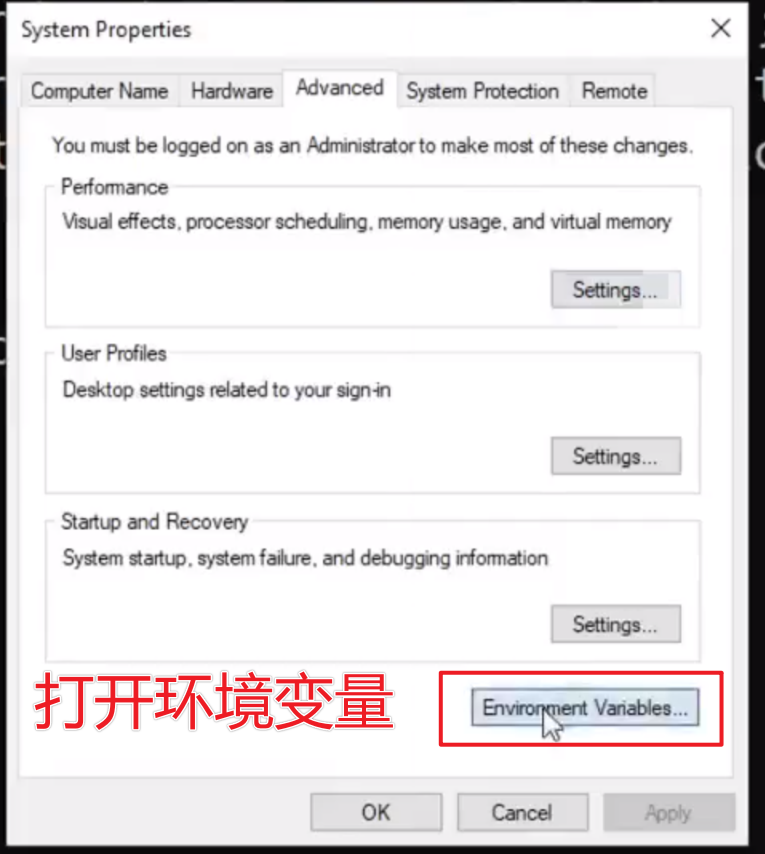 System Properties
Computer Name Hardware Advanced System Protection Remote
You must be logged on as an Administrator to make most of these changes.
Performance
Visual effects, processor scheduling, memory usage, and virtual memory
Settings...
User Profiles
Desktop settings related to your sign-in
Settings...
Startup and Recovery
System startup, system failure, and debugging information
Settings...
打开环境变量 Environment Variables...
OK Cancel Apply